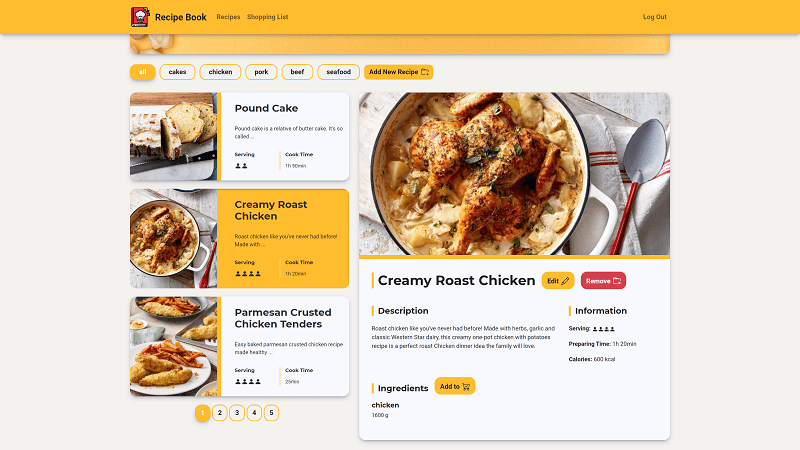 Recipe Book
Recipes
Shopping List
Log Out
all
cakes
chicken
pork
beef
seafood
Add New Recipe
Pound Cake
Pound cake is a relative of butter cake. It's so
called ...
Serving
Cook Time
1h 50min
Creamy Roast
Chicken
Roast chicken like you've never had before!
Made with ...
Serving
Cook Time
1h 20min
Parmesan Crusted
Chicken Tenders
Easy baked parmesan crusted chicken recipe
made healthy ...
Serving
Cook Time
25min
1
2
3
4
5
Creamy Roast Chicken
Edit
Remove
Description
Roast chicken like you've never had before! Made with herbs, garlic and
classic Western Star dairy, this creamy one-pot chicken with potatoes
recipe is a perfect roast Chicken dinner idea the family will love.
Information
Serving:
Preparing Time: 1h 20min
Calories: 600 kcal
Ingredients
Add to
chicken
1600 g